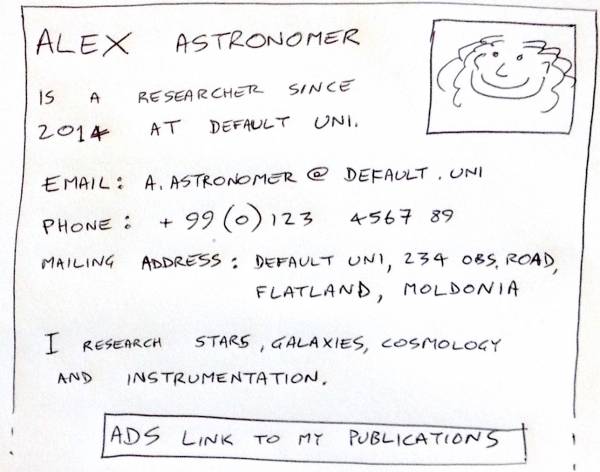 ALEX ASTRONOMER
IS A RESEARCHER SINCE
2014 AT DEFAULT UNI.
EMAIL: A.ASTRONOMER @ DEFAULT.UNI
PHONE: +99(0)123 4567 89
MAILING ADDRESS: DEFAULT UNI, 234 OBS. ROAD,
FLATLAND, MOLDONIA
I RESEARCH STARS, GALAXIES, COSMOLOGY
AND INSTRUMENTATION.
ADS LINK TO MY PUBLICATIONS